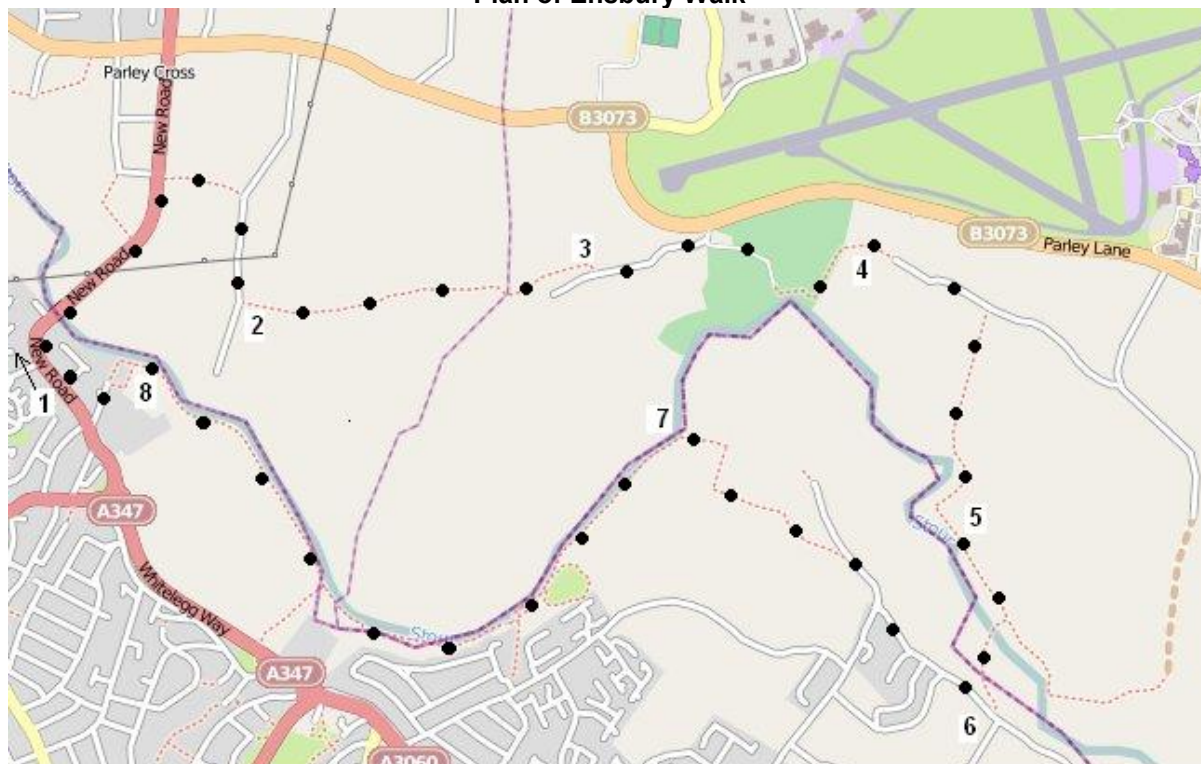 Plan of Ensbury Walk
Parley Cross
New Road
B3073
3
B3073
Parley Lane
4
2
New Road
New Road
1
8
7
5
Stour
A347
Whitelegg Way
Stour
A347
6
A3060